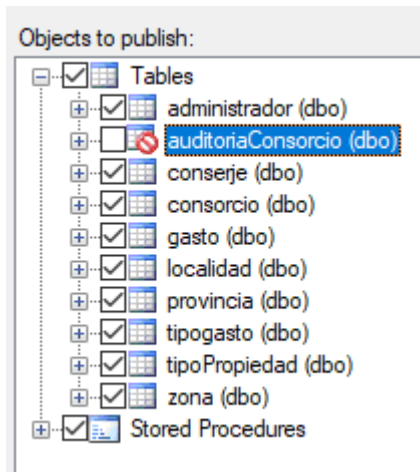 Objects to publish:
Tables
administrador (dbo)
auditoriaConsorcio (dbo)
conserje (dbo)
consorcio (dbo)
gasto (dbo)
localidad (dbo)
provincia (dbo)
tipogasto (dbo)
tipoPropiedad (dbo)
zona (dbo)
Stored Procedures